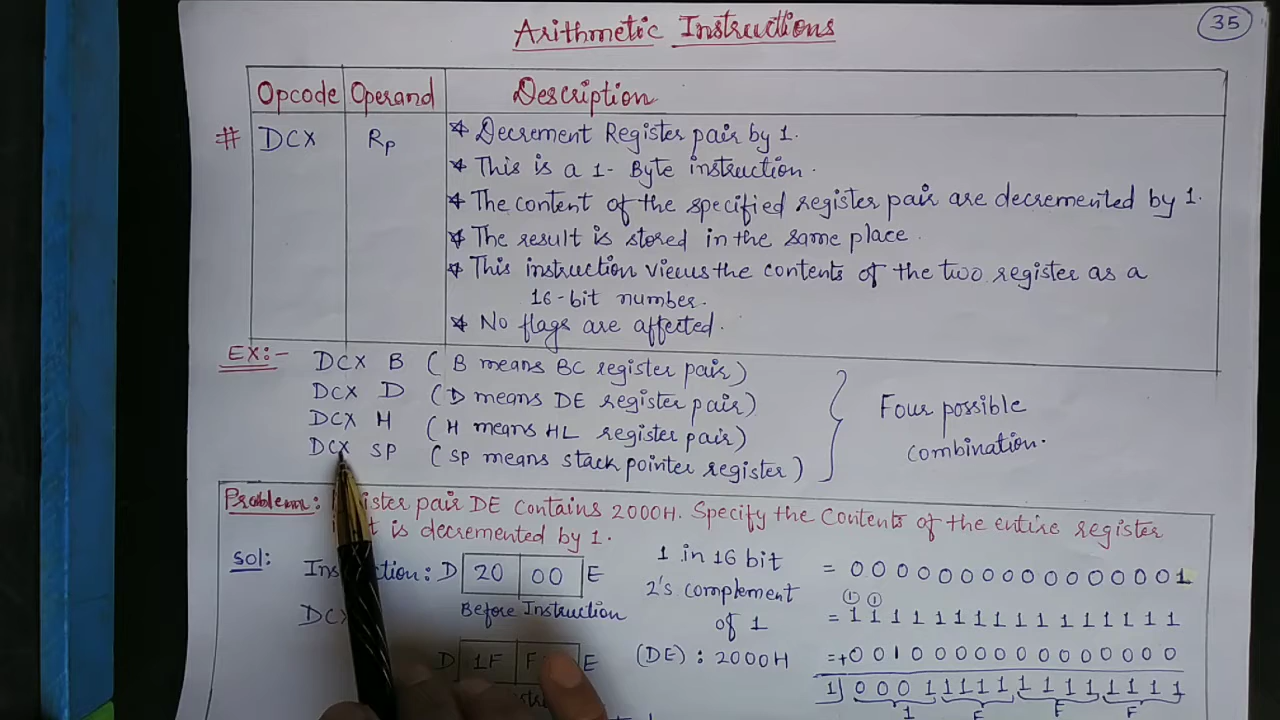 Arithmetic Instructions
35
Opcode Operand Description
# DCX Rp * Decrement Register pair by 1.
* This is a 1- Byte instruction.
* The content of the specified register pair are decremented by 1.
* The result is stored in the same place.
* This instruction views the contents of the two register as a
16-bit number.
* No flags are affected.
EX:- DCX B (B means BC register pair)
DCX D (D means DE register pair)
DCX H (H means HL register pair)
DCX SP (SP means stack pointer register)
Four possible
combination.
Problem: Register pair DE contains 2000H. Specify the contents of the entire register
it is decremented by 1.
Sol: Instruction: D 20 00 E
DCX
Before Instruction
D 1F F E
1 in 16 bit = 0000000000000001
2's complement
of 1 = 1111111111111111
① ①
(DE) : 2000H = +0010000000000000
1) 0001 1111 1111 1111
1 F F F